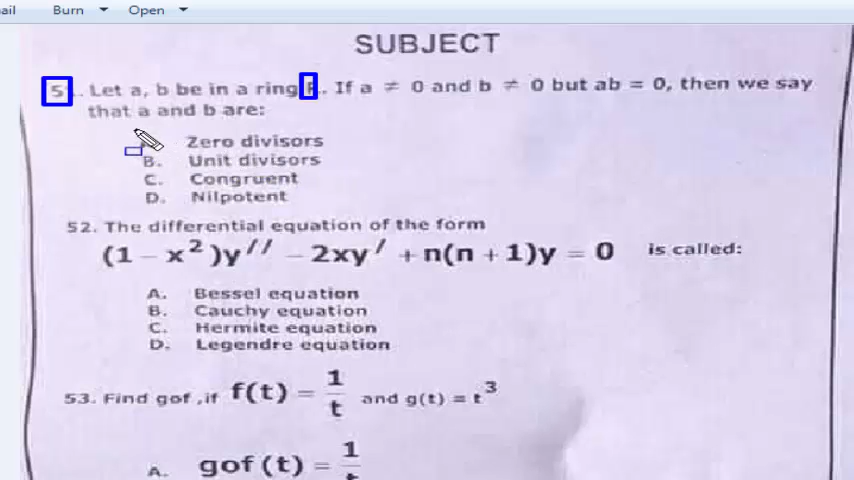 ail Burn Open
SUBJECT
5 . Let a, b be in a ring R. If a ≠ 0 and b ≠ 0 but ab = 0, then we say
that a and b are:
Zero divisors
B. Unit divisors
C. Congruent
D. Nilpotent
52. The differential equation of the form
(1 − x²)y// − 2xy/ + n(n + 1)y = 0 is called:
A. Bessel equation
B. Cauchy equation
C. Hermite equation
D. Legendre equation
53. Find gof ,if f(t) = 1/t and g(t) = t³
A. gof (t) = 1/t